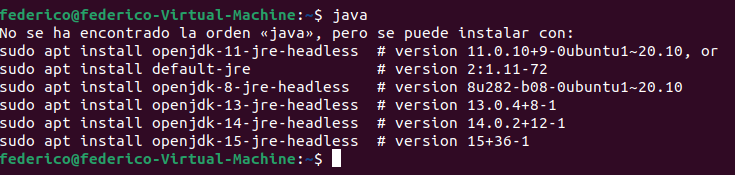 federico@federico-Virtual-Machine:~$ java
No se ha encontrado la orden «java», pero se puede instalar con:
sudo apt install openjdk-11-jre-headless  # version 11.0.10+9-0ubuntu1~20.10, or
sudo apt install default-jre              # version 2:1.11-72
sudo apt install openjdk-8-jre-headless   # version 8u282-b08-0ubuntu1~20.10
sudo apt install openjdk-13-jre-headless  # version 13.0.4+8-1
sudo apt install openjdk-14-jre-headless  # version 14.0.2+12-1
sudo apt install openjdk-15-jre-headless  # version 15+36-1
federico@federico-Virtual-Machine:~$